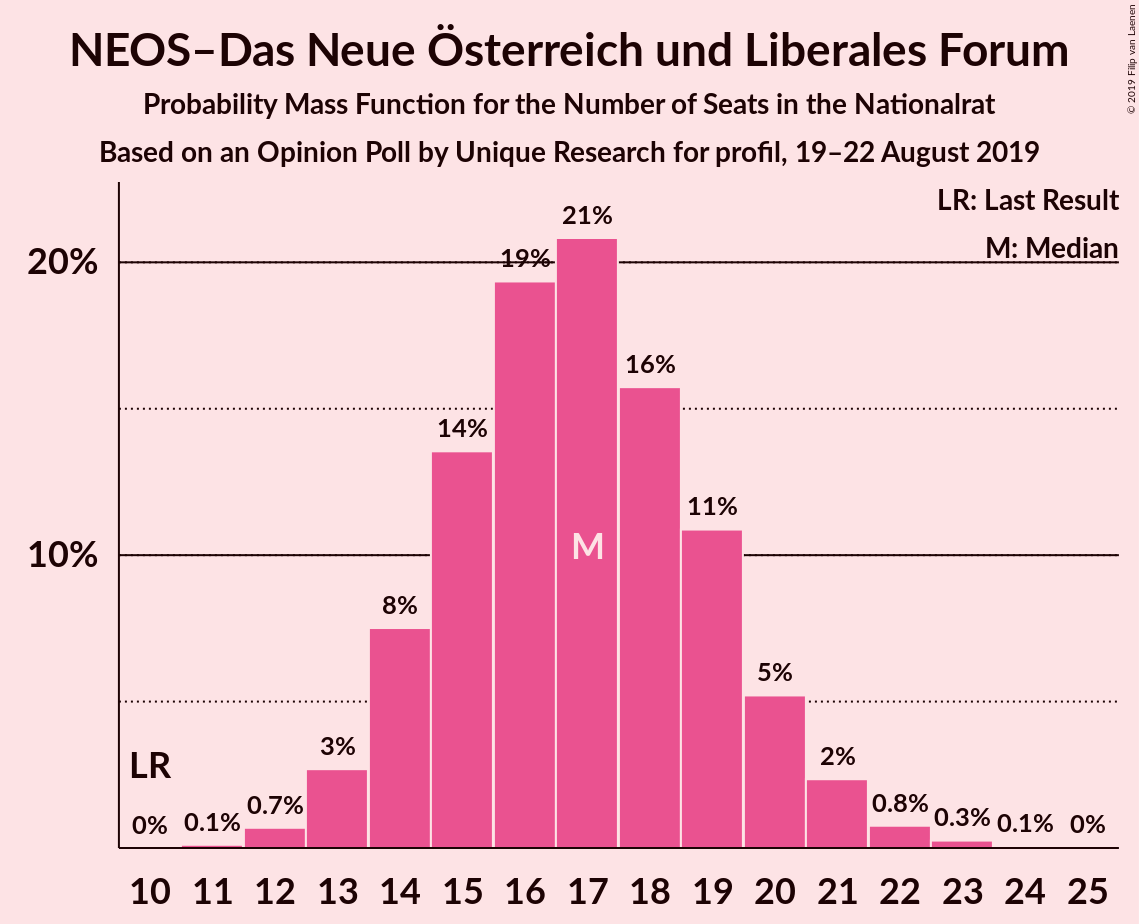 NEOS–Das Neue Österreich und Liberales Forum
Probability Mass Function for the Number of Seats in the Nationalrat
Based on an Opinion Poll by Unique Research for profil, 19–22 August 2019
© 2019 Filip van Laenen
LR: Last Result
M: Median
20%
10%
21%
19%
16%
14%
11%
8%
5%
3%
2%
0.7%
0.8%
0.1%
0.3%
0.1%
0%
0%
M
LR
10 11 12 13 14 15 16 17 18 19 20 21 22 23 24 25